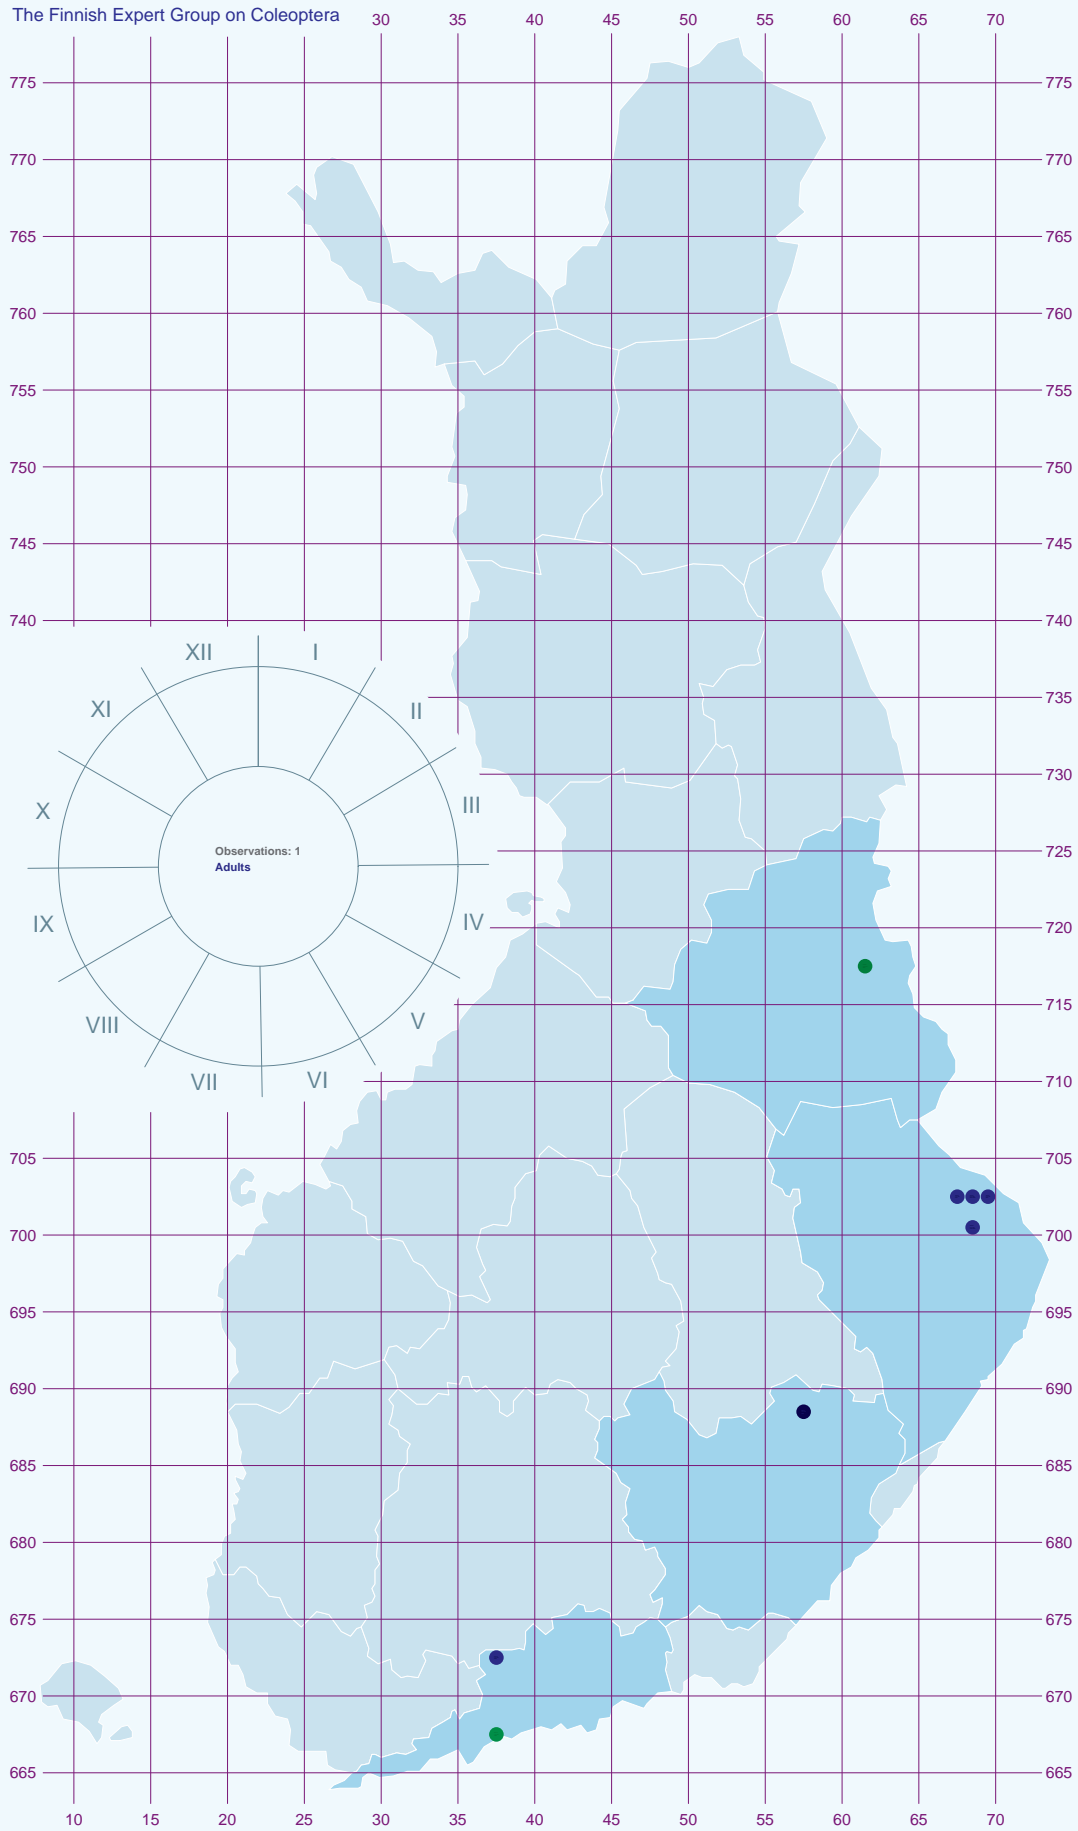 The Finnish Expert Group on Coleoptera
30 35 40 45 50 55 60 65 70
775 775
770 770
765 765
760 760
755 755
750 750
745 745
740 740
XII I
XI II
735
730
X III
725
Observations: 1
Adults
IX IV
720
VIII V
715
VII VI
710
705 705
700 700
695 695
690 690
685 685
680 680
675 675
670 670
665 665
10 15 20 25 30 35 40 45 50 55 60 65 70